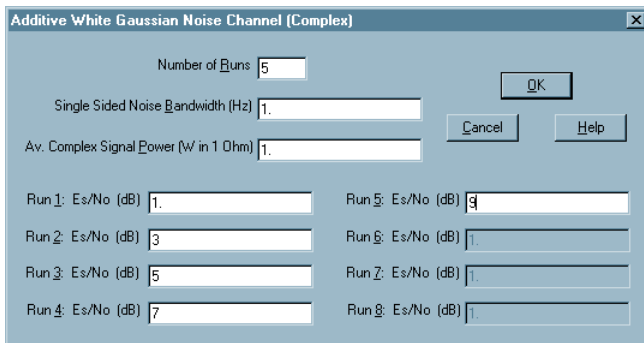 Additive White Gaussian Noise Channel (Complex)
Number of Runs 5
Single Sided Noise Bandwidth (Hz) 1.
Av. Complex Signal Power (W in 1 Ohm) 1.
OK
Cancel Help
Run 1: Es/No (dB) 1.
Run 2: Es/No (dB) 3
Run 3: Es/No (dB) 5
Run 4: Es/No (dB) 7
Run 5: Es/No (dB) 9
Run 6: Es/No (dB) 1.
Run 7: Es/No (dB) 1.
Run 8: Es/No (dB) 1.